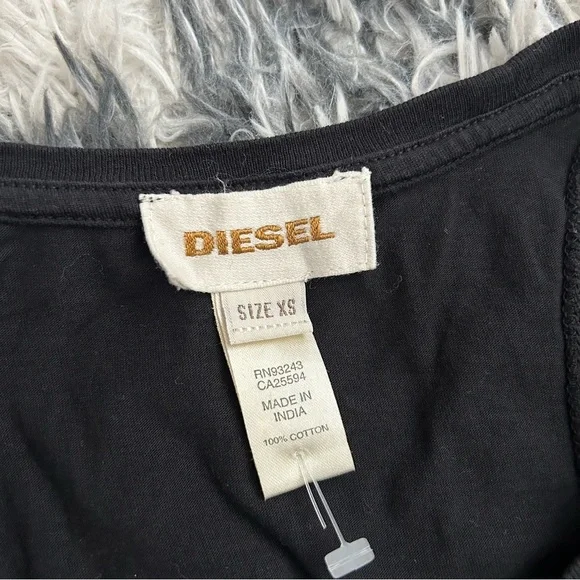 DIESEL
SIZE XS
RN93243
CA25594
MADE IN
INDIA
100% COTTON